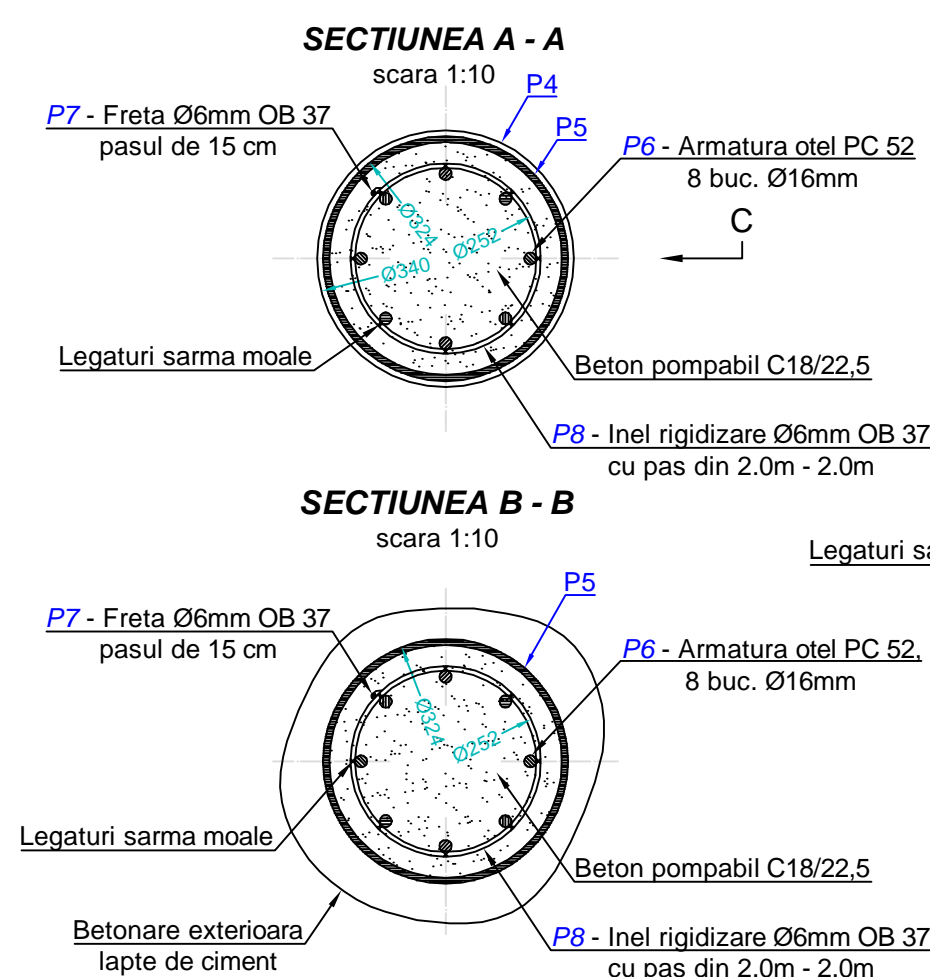 SECTIUNEA A - A
scara 1:10
P4
P5
P7 - Freta Ø6mm OB 37
pasul de 15 cm
P6 - Armatura otel PC 52
8 buc. Ø16mm
C
Ø324
Ø252
Ø340
Legaturi sarma moale
Beton pompabil C18/22,5
P8 - Inel rigidizare Ø6mm OB 37
cu pas din 2.0m - 2.0m
SECTIUNEA B - B
scara 1:10
Legaturi sa
P5
P7 - Freta Ø6mm OB 37
pasul de 15 cm
P6 - Armatura otel PC 52,
8 buc. Ø16mm
Ø324
Ø252
Legaturi sarma moale
Beton pompabil C18/22,5
Betonare exterioara
lapte de ciment
P8 - Inel rigidizare Ø6mm OB 37
cu pas din 2.0m - 2.0m